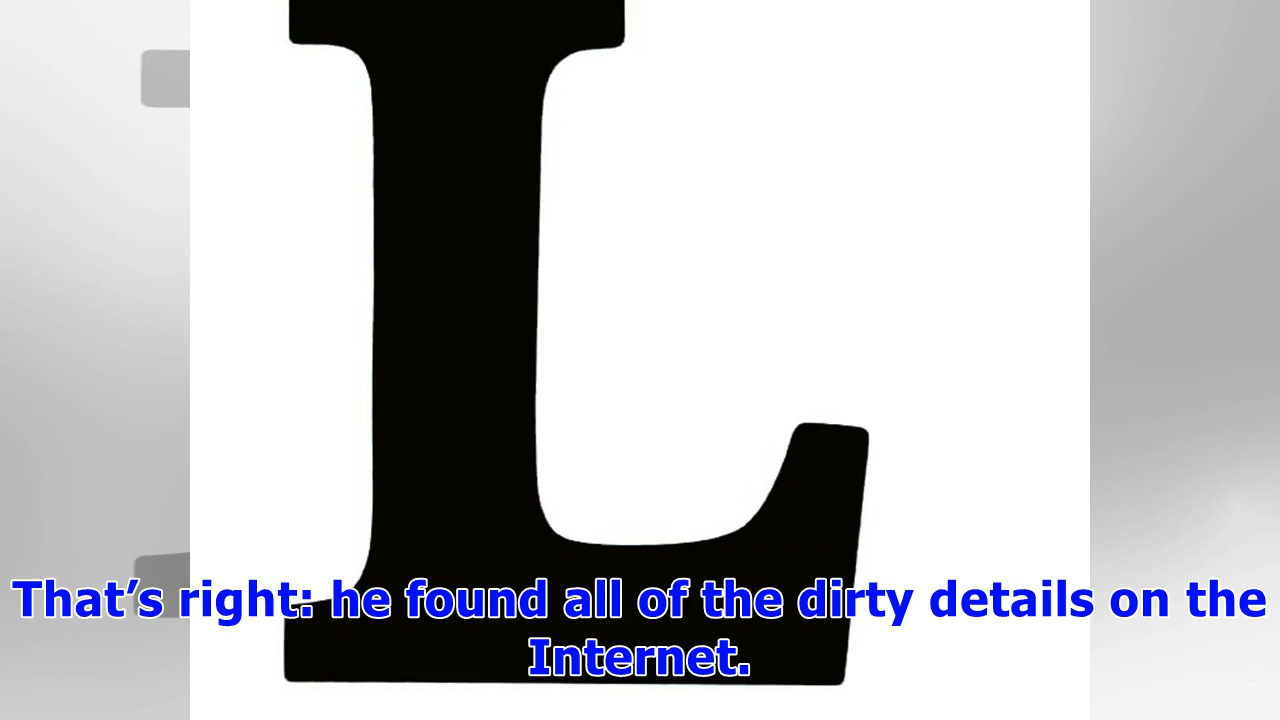 L
That’s right: he found all of the dirty details on the
Internet.